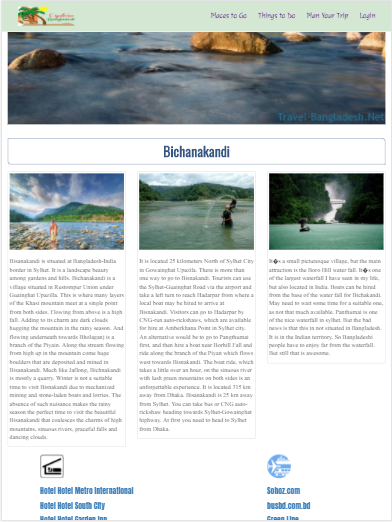 Places to Go Things to Do Plan Your Trip Login
Travel-Bangladesh.Net
Bichanakandi
Bisanakandi is situated at Bangladesh-India
border in Sylhet. It is a landscape beauty
among gardens and hills. Bichanakandi is a
village situated in Rustompur Union under
Guainghat Upazilla. This is where many layers
of the Khasi mountain meet at a single point
from both sides. Flowing from above is a high
fall. Adding to its charm are dark clouds
hugging the mountain in the rainy season. And
flowing underneath towards Bholaganj is a
branch of the Piyain. Along the stream flowing
from high up in the mountain come huge
boulders that are deposited and mined in
Bisanakandi. Much like Jaflong, Bichnakandi
is mostly a quarry. Winter is not a suitable
time to visit Bisnakandi due to mechanized
mining and stone-laden boats and lorries. The
absence of such nuisance makes the rainy
season the perfect time to visit the beautiful
Bisanakandi that coalesces the charms of high
mountains, sinuous rivers, graceful falls and
dancing clouds.
It is located 25 kilometers North of Sylhet City
in Gowainghat Upazila. There is more than
one way to go to Bisnakandi. Tourists can use
the Sylhet-Guainghat Road via the airport and
take a left turn to reach Hadarpar from where a
local boat may be hired to arrive at
Bisnakandi. Visitors can go to Hadarpar by
CNG-run auto-rickshaws, which are available
for hire at Amberkhana Point in Sylhet city.
An alternative would be to go to Pangthumai
first, and then hire a boat near Borhill Fall and
ride along the branch of the Piyan which flows
west towards Bisnakandi. The boat ride, which
takes a little over an hour, on the sinuous river
with lush green mountains on both sides is an
unforgettable experience. It is located 315 km
away from Dhaka. Bisanakandi is 25 km away
from Sylhet. You can take bus or CNG auto-
rickshaw heading towards Sylhet-Gowainghat
highway. At first you need to head to Sylhet
from Dhaka.
It�s a small picturesque village, but the main
attraction is the Boro Hill water fall. It�s one
of the largest waterfall I have seen in my life,
but also located in India. Hours can be hired
from the base of the water fall for Bichakandi.
May need to wait some time for a suitable one,
as not that much available. Panthumai is one
of the nice waterfall in sylhet. But the bad
news is that this is not situated in Bangladesh.
It is in the Indian territory. So Bangladeshi
people have to enjoy far from the waterfall.
But still that is awesome.
Hotel Hotel Metro International
Hotel Hotel South City
Hotel Hotel Garden Inn
Sohoz.com
busbd.com.bd
Green Line